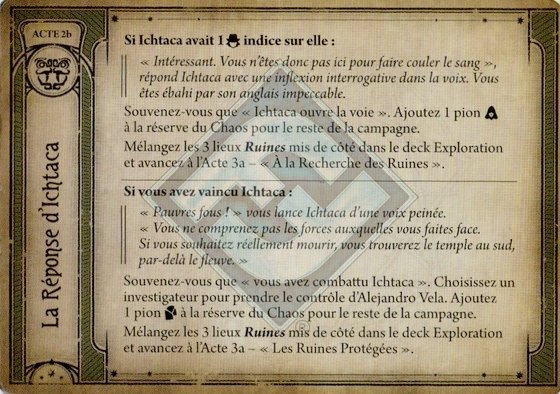 ACTE 2b
La Réponse d'Ichtaca
Si Ichtaca avait 1 indice sur elle :
« Intéressant. Vous n'êtes donc pas ici pour faire couler le sang »,
répond Ichtaca avec une inflexion interrogative dans la voix. Vous
êtes ébahi par son anglais impeccable.
Souvenez-vous que « Ichtaca ouvre la voie ». Ajoutez 1 pion
à la réserve du Chaos pour le reste de la campagne.
Mélangez les 3 lieux Ruines mis de côté dans le deck Exploration
et avancez à l'Acte 3a – « À la Recherche des Ruines ».
Si vous avez vaincu Ichtaca :
« Pauvres fous ! » vous lance Ichtaca d'une voix peinée.
« Vous ne comprenez pas les forces auxquelles vous faites face.
Si vous souhaitez réellement mourir, vous trouverez le temple au sud,
par-delà le fleuve. »
Souvenez-vous que « vous avez combattu Ichtaca ». Choisissez un
investigateur pour prendre le contrôle d'Alejandro Vela. Ajoutez
1 pion à la réserve du Chaos pour le reste de la campagne.
Mélangez les 3 lieux Ruines mis de côté dans le deck Exploration
et avancez à l'Acte 3a – « Les Ruines Protégées ».
®